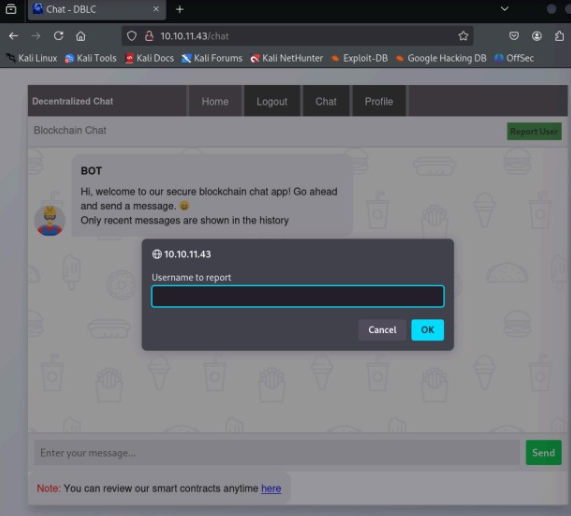 Chat - DBLC
10.10.11.43/chat
Kali Linux Kali Tools Kali Docs Kali Forums Kali NetHunter Exploit-DB Google Hacking DB OffSec
Decentralized Chat Home Logout Chat Profile
Blockchain Chat Report User
BOT
Hi, welcome to our secure blockchain chat app! Go ahead
and send a message. 😀
Only recent messages are shown in the history
10.10.11.43
Username to report
Cancel OK
Enter your message... Send
Note: You can review our smart contracts anytime here